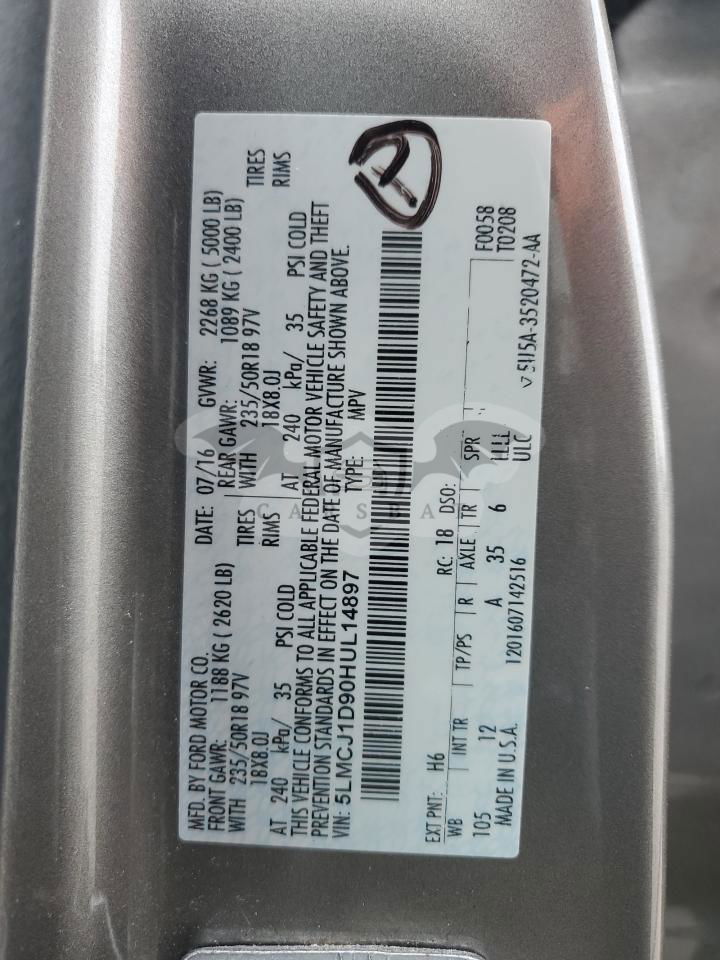 MFD. BY FORD MOTOR CO.
DATE: 07/16 GVWR: 2268 KG ( 5000 LB)
FRONT GAWR: 1188 KG ( 2620 LB)
REAR GAWR: 1089 KG ( 2400 LB)
WITH 235/50R18 97V TIRES
WITH 235/50R18 97V TIRES
18X8.0J RIMS
18X8.0J RIMS
AT 240 kPa/ 35 PSI COLD
AT 240 kPa/ 35 PSI COLD
THIS VEHICLE CONFORMS TO ALL APPLICABLE FEDERAL MOTOR VEHICLE SAFETY AND THEFT
PREVENTION STANDARDS IN EFFECT ON THE DATE OF MANUFACTURE SHOWN ABOVE.
VIN: 5LMCJ1D90HUL14897 TYPE: MPV
EXT PNT: H6 RC: 18 DSO: F0058
T0208
WB INT TR TP/PS R AXLE TR SPR
105 12 A 35 6
ULC
MADE IN U.S.A. 1201607142516
5U5A-3520472-AA
CARSBAT